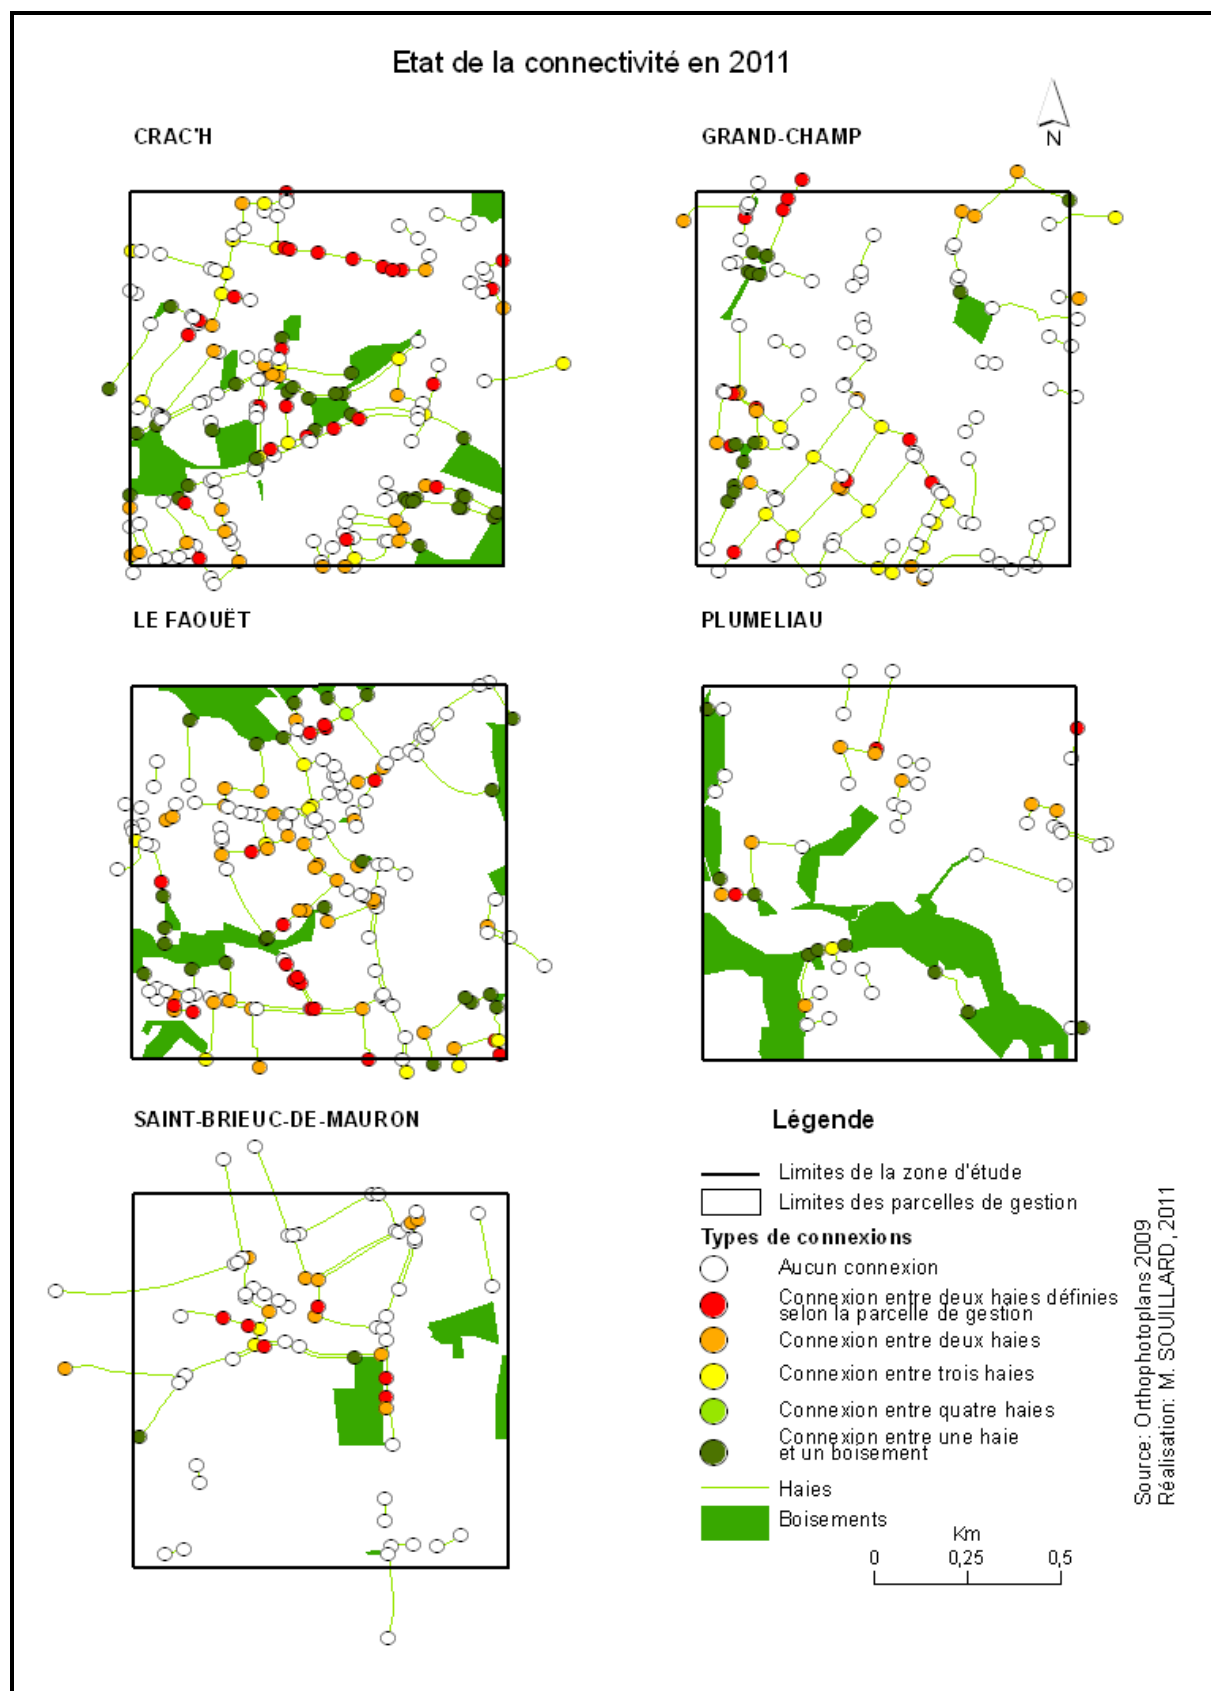 Etat de la connectivité en 2011
N
CRAC'H
GRAND-CHAMP
LE FAOUËT
PLUMELIAU
SAINT-BRIEUC-DE-MAURON
Légende
Limites de la zone d'étude
Limites des parcelles de gestion
Types de connexions
Aucun connexion
Connexion entre deux haies définies
selon la parcelle de gestion
Connexion entre deux haies
Connexion entre trois haies
Connexion entre quatre haies
Connexion entre une haie
et un boisement
Haies
Boisements
Km
0 0,25 0,5
Source: Orthophotoplans 2009
Réalisation: M. SOUILLARD, 2011